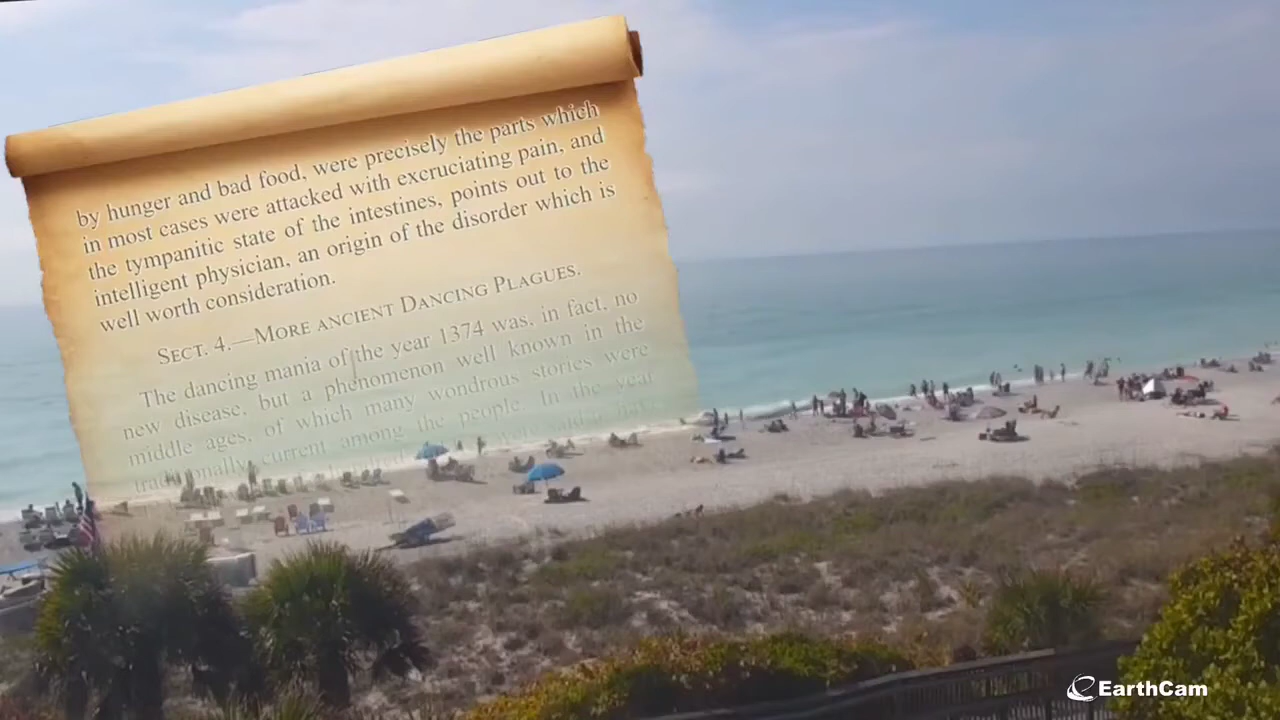 by hunger and bad food, were precisely the parts which
in most cases were attacked with excruciating pain, and
the tympanitic state of the intestines, points out to the
intelligent physician, an origin of the disorder which is
well worth consideration.
SECT. 4.—MORE ANCIENT DANCING PLAGUES.
The dancing mania of the year 1374 was, in fact, no
new disease, but a phenomenon well known in the
middle ages, of which many wondrous stories were
traditionally current among the people. In the year
EarthCam